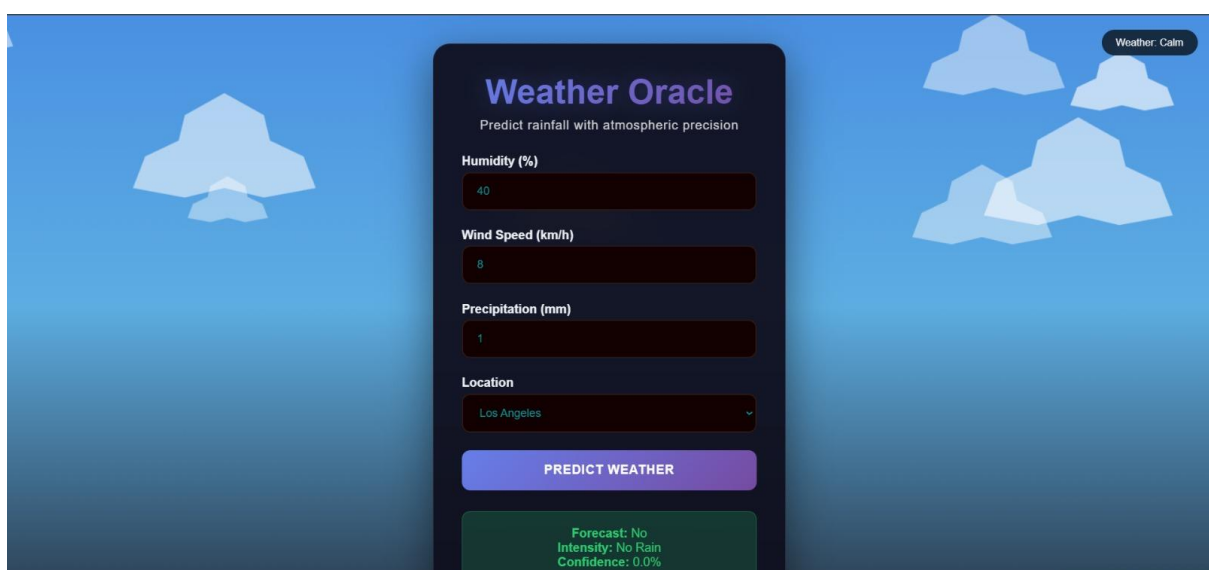 Weather: Calm
Weather Oracle
Predict rainfall with atmospheric precision
Humidity (%)
40
Wind Speed (km/h)
8
Precipitation (mm)
1
Location
Los Angeles
PREDICT WEATHER
Forecast: No
Intensity: No Rain
Confidence: 0.0%